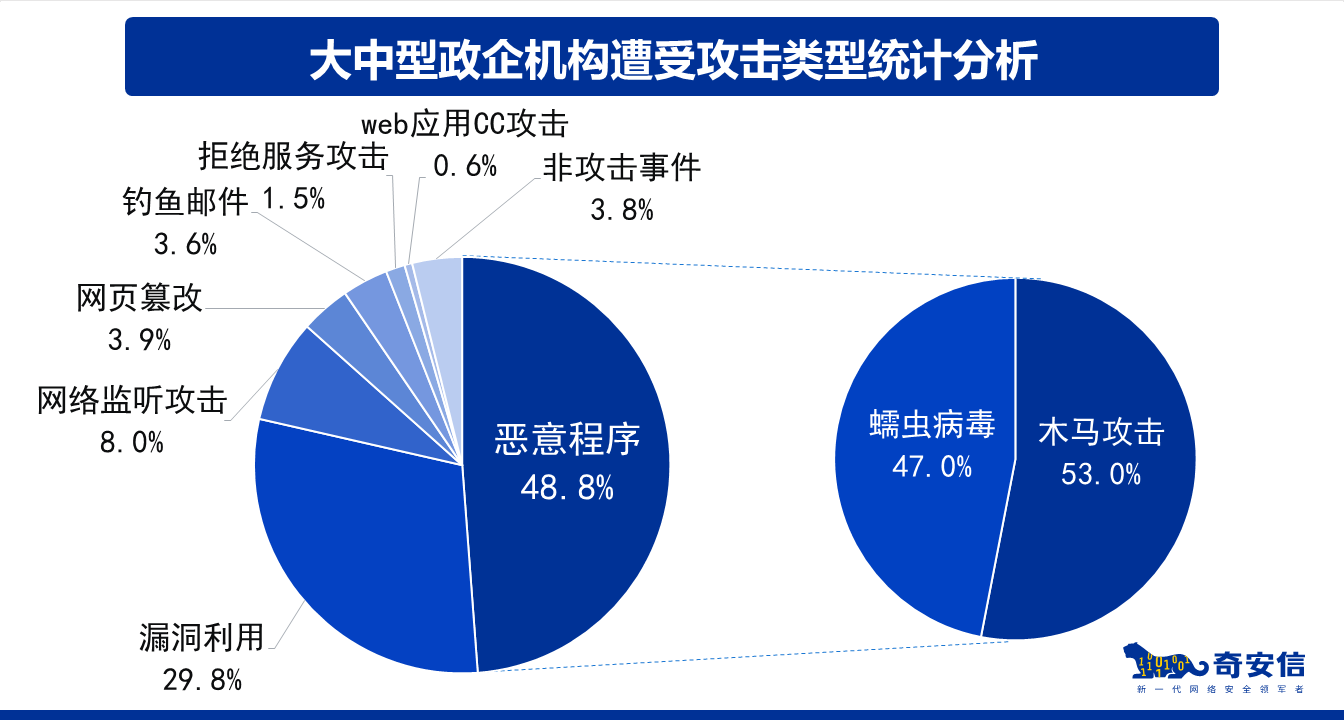 大中型政企机构遭受攻击类型统计分析
web应用CC攻击
0.6%
拒绝服务攻击
1.5%
非攻击事件
3.8%
钓鱼邮件
3.6%
网页篡改
3.9%
网络监听攻击
8.0%
恶意程序
48.8%
漏洞利用
29.8%
蠕虫病毒
47.0%
木马攻击
53.0%
奇安信
新一代网络安全领军者